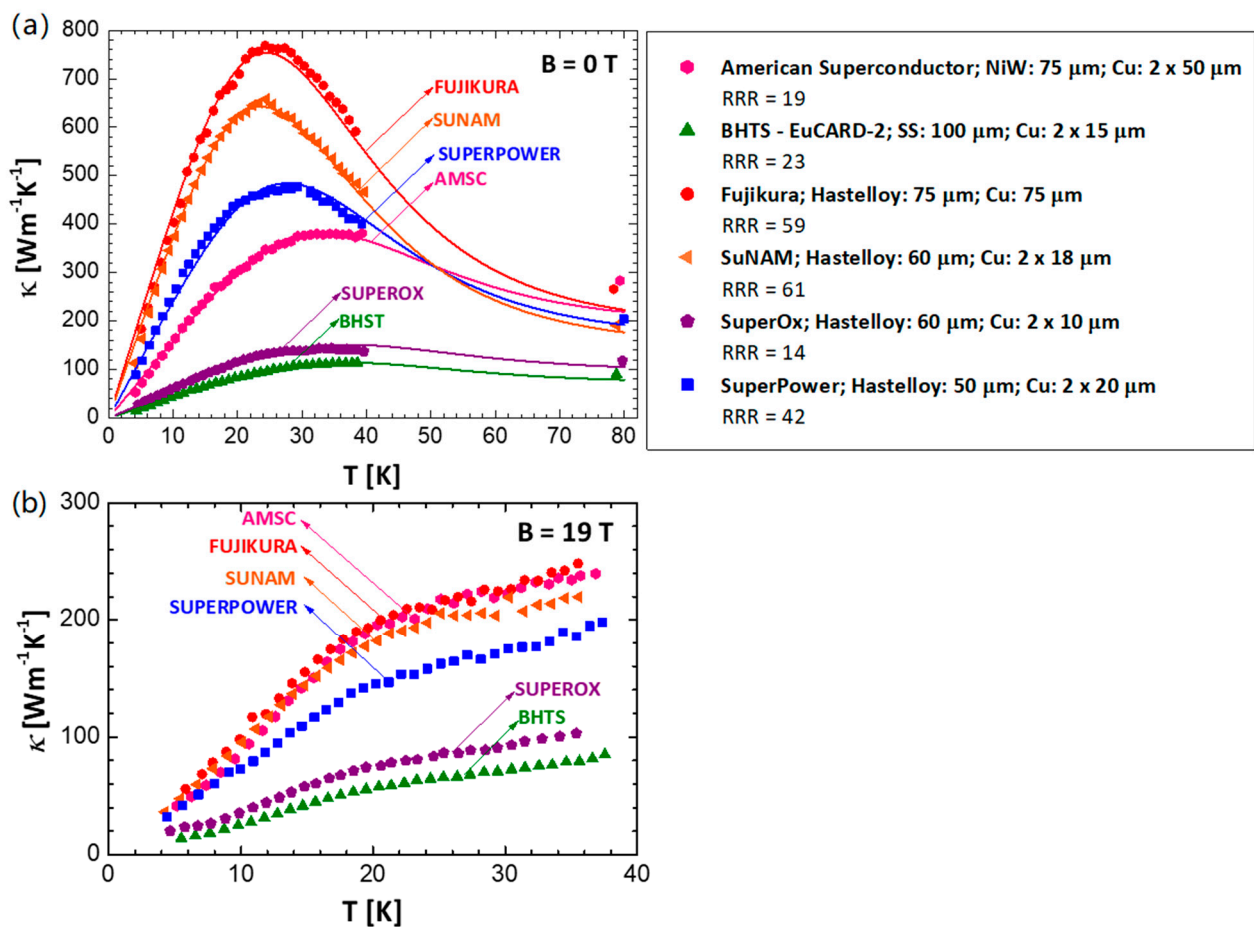 (a)
B = 0 T
FUJIKURA
SUNAM
SUPERPOWER
AMSC
SUPEROX
BHST
κ [Wm⁻¹K⁻¹]
800
700
600
500
400
300
200
100
0
0 10 20 30 40 50 60 70 80
T [K]
American Superconductor; NiW: 75 μm; Cu: 2 x 50 μm
RRR = 19
BHTS - EuCARD-2; SS: 100 μm; Cu: 2 x 15 μm
RRR = 23
Fujikura; Hastelloy: 75 μm; Cu: 75 μm
RRR = 59
SuNAM; Hastelloy: 60 μm; Cu: 2 x 18 μm
RRR = 61
SuperOx; Hastelloy: 60 μm; Cu: 2 x 10 μm
RRR = 14
SuperPower; Hastelloy: 50 μm; Cu: 2 x 20 μm
RRR = 42
(b)
B = 19 T
AMSC
FUJIKURA
SUNAM
SUPERPOWER
SUPEROX
BHTS
κ [Wm⁻¹K⁻¹]
300
200
100
0
0 10 20 30 40
T [K]